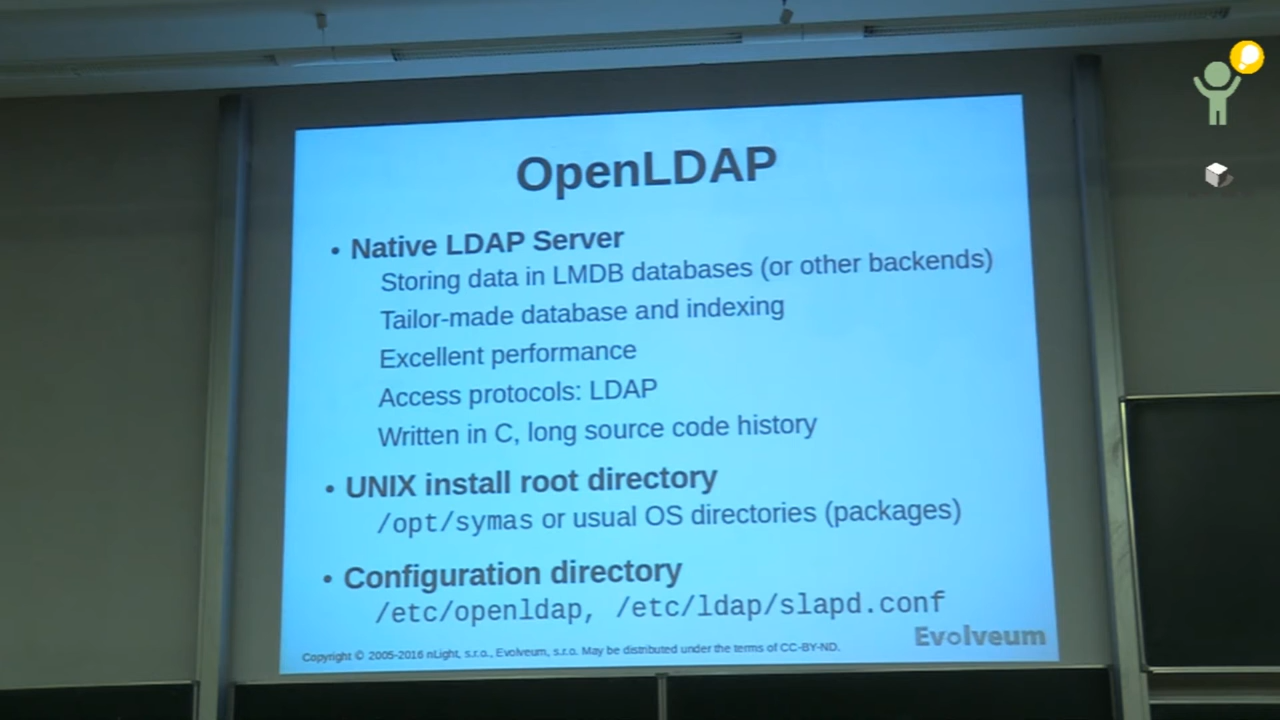 OpenLDAP
• Native LDAP Server
Storing data in LMDB databases (or other backends)
Tailor-made database and indexing
Excellent performance
Access protocols: LDAP
Written in C, long source code history
• UNIX install root directory
/opt/symas or usual OS directories (packages)
• Configuration directory
/etc/openldap, /etc/ldap/slapd.conf
Evolveum
Copyright © 2005-2016 nLight, s.r.o., Evolveum, s.r.o. May be distributed under the terms of CC-BY-ND.